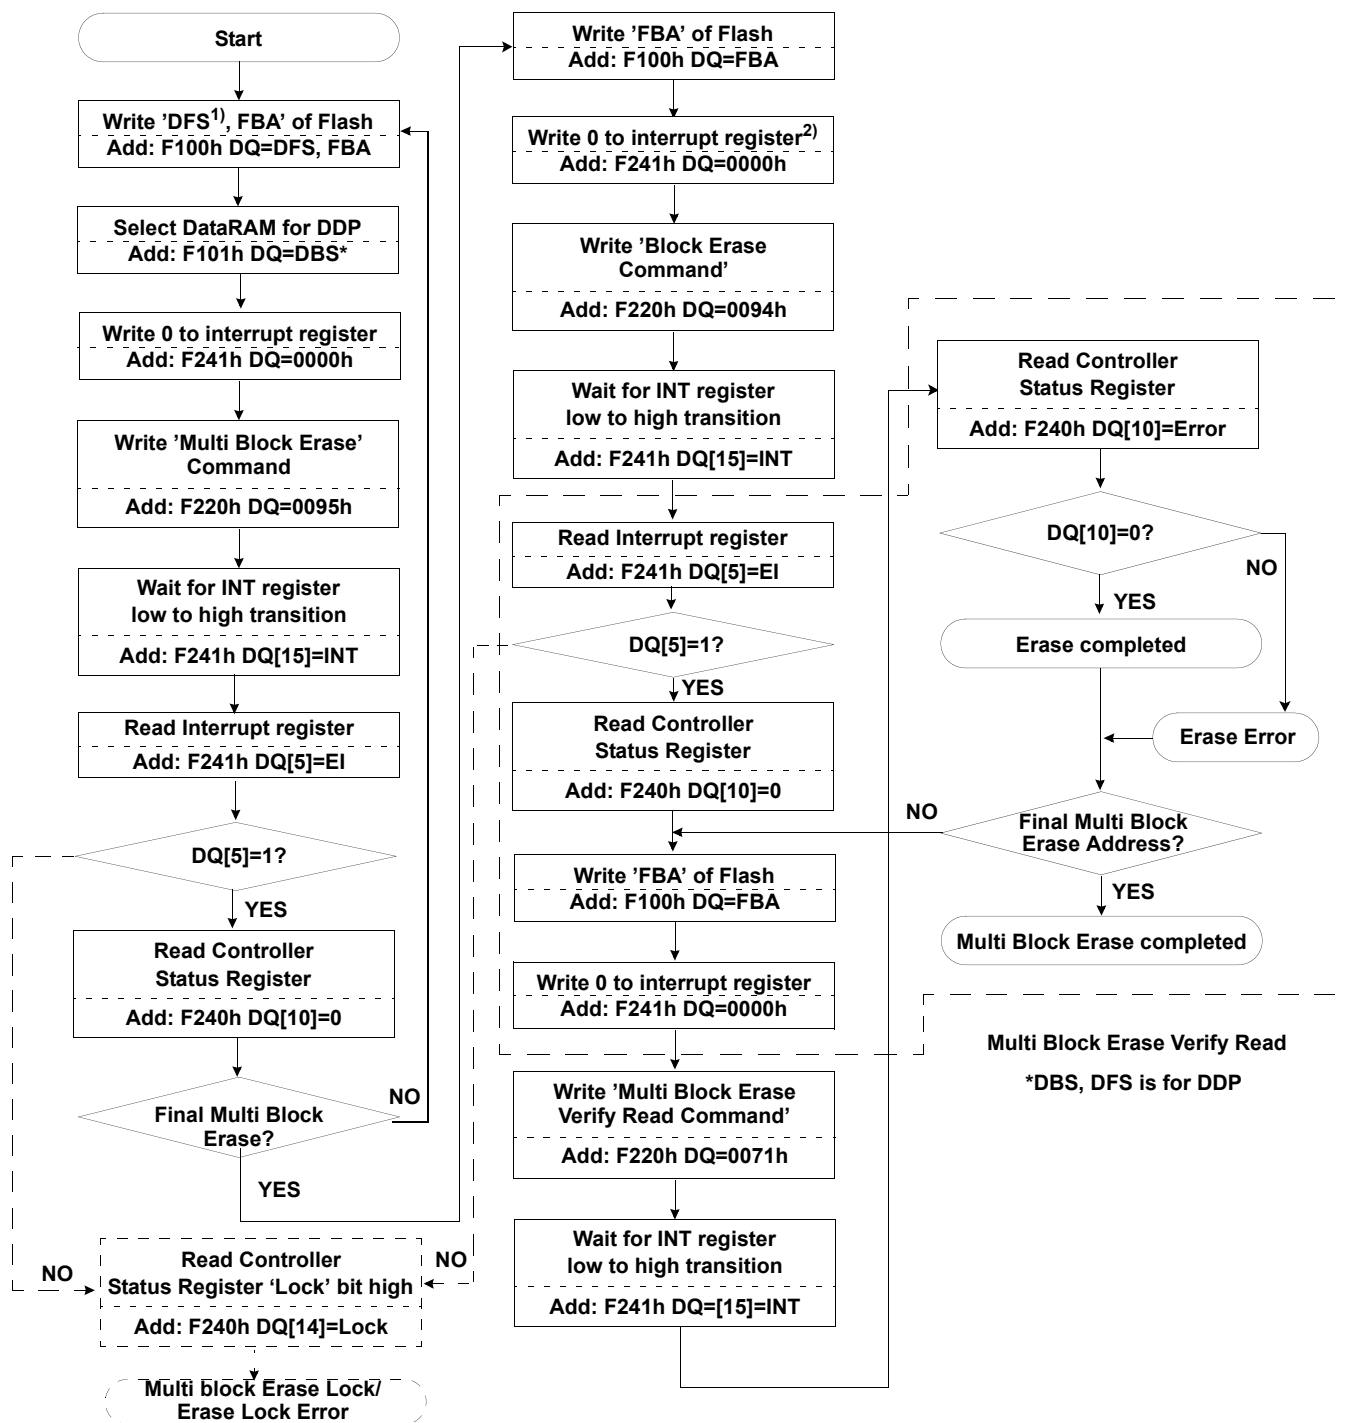 Start
Write ’DFS1), FBA’ of Flash
Add: F100h DQ=DFS, FBA
Select DataRAM for DDP
Add: F101h DQ=DBS*
Write 0 to interrupt register
Add: F241h DQ=0000h
Write ’Multi Block Erase’
Command
Add: F220h DQ=0095h
Wait for INT register
low to high transition
Add: F241h DQ[15]=INT
Read Interrupt register
Add: F241h DQ[5]=EI
DQ[5]=1?
YES
Read Controller
Status Register
Add: F240h DQ[10]=0
Final Multi Block
Erase?
NO
YES
NO
Read Controller
Status Register ‘Lock’ bit high
Add: F240h DQ[14]=Lock
NO
Multi block Erase Lock/
Erase Lock Error
Write ’FBA’ of Flash
Add: F100h DQ=FBA
Write 0 to interrupt register2)
Add: F241h DQ=0000h
Write ’Block Erase
Command’
Add: F220h DQ=0094h
Wait for INT register
low to high transition
Add: F241h DQ[15]=INT
Read Interrupt register
Add: F241h DQ[5]=EI
DQ[5]=1?
YES
Read Controller
Status Register
Add: F240h DQ[10]=0
Write ’FBA’ of Flash
Add: F100h DQ=FBA
Write 0 to interrupt register
Add: F241h DQ=0000h
Write ’Multi Block Erase
Verify Read Command’
Add: F220h DQ=0071h
Wait for INT register
low to high transition
Add: F241h DQ=[15]=INT
Read Controller
Status Register
Add: F240h DQ[10]=Error
DQ[10]=0?
NO
YES
Erase completed
Erase Error
NO
Final Multi Block
Erase Address?
YES
Multi Block Erase completed
Multi Block Erase Verify Read
*DBS, DFS is for DDP